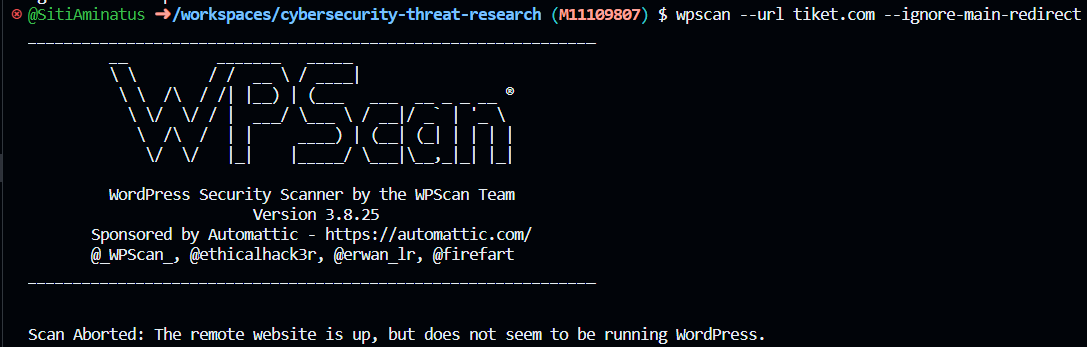 @SitiAminatus ➜/workspaces/cybersecurity-threat-research (M11109807) $ wpscan --url tiket.com --ignore-main-redirect
WPScan ®
WordPress Security Scanner by the WPScan Team
Version 3.8.25
Sponsored by Automattic - https://automattic.com/
@_WPScan_, @ethicalhack3r, @erwan_lr, @firefart
Scan Aborted: The remote website is up, but does not seem to be running WordPress.